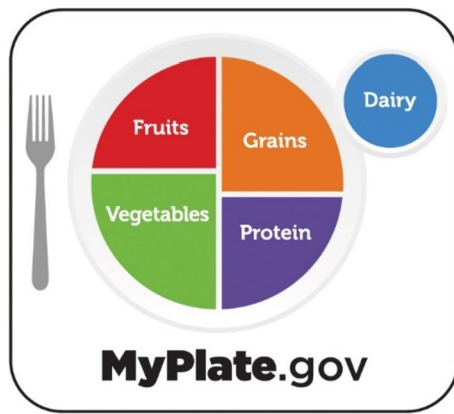 Fruits
Grains
Dairy
Vegetables
Protein
MyPlate.gov